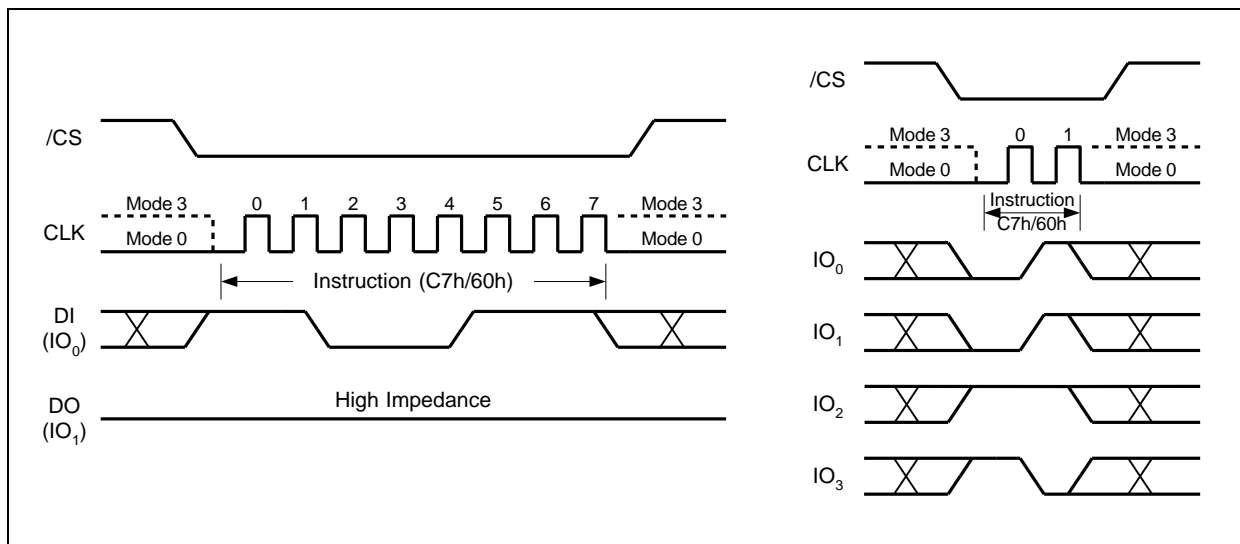 /CS
Mode 3 0 1 2 3 4 5 6 7 Mode 3
CLK
Mode 0 Mode 0
Instruction (C7h/60h)
DI
(IO0)
High Impedance
DO
(IO1)
/CS
Mode 3 0 1 Mode 3
CLK
Mode 0 Mode 0
Instruction
C7h/60h
IO0
IO1
IO2
IO3